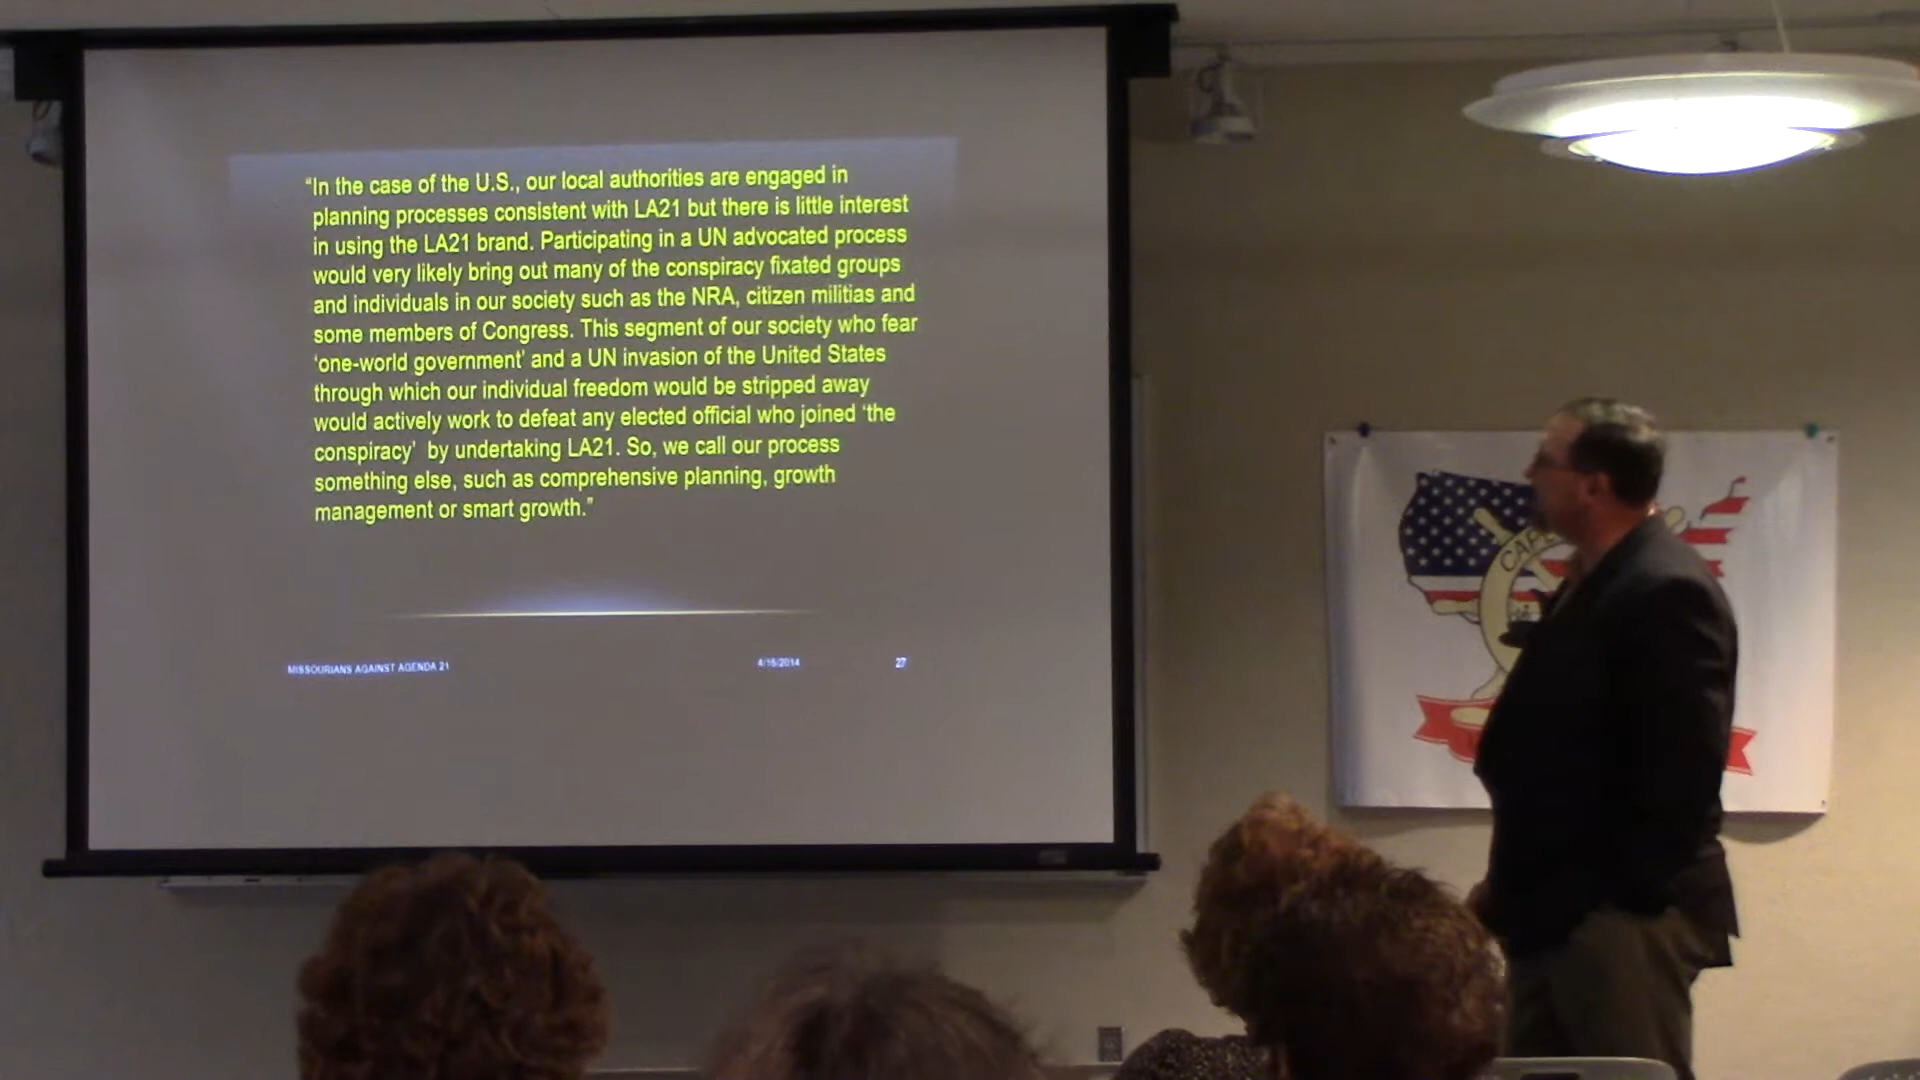 “In the case of the U.S., our local authorities are engaged in
planning processes consistent with LA21 but there is little interest
in using the LA21 brand. Participating in a UN advocated process
would very likely bring out many of the conspiracy fixated groups
and individuals in our society such as the NRA, citizen militias and
some members of Congress. This segment of our society who fear
‘one-world government’ and a UN invasion of the United States
through which our individual freedom would be stripped away
would actively work to defeat any elected official who joined ‘the
conspiracy’ by undertaking LA21. So, we call our process
something else, such as comprehensive planning, growth
management or smart growth.”
MISSOURIANS AGAINST AGENDA 21 4/15/2014 27